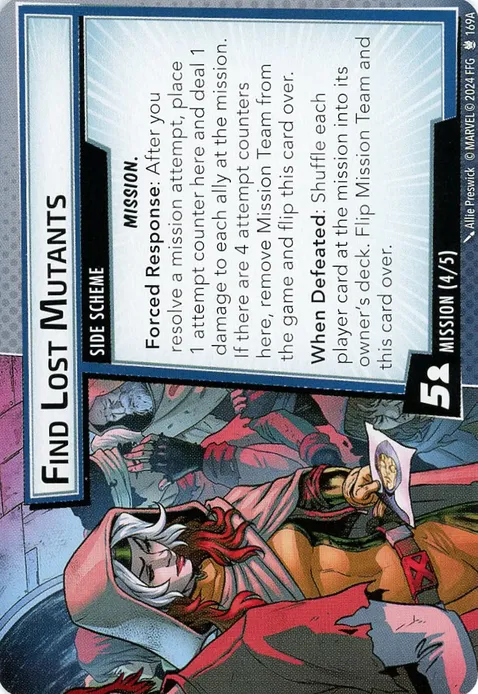 FIND LOST MUTANTS
SIDE SCHEME
MISSION.
Forced Response: After you
resolve a mission attempt, place
1 attempt counter here and deal 1
damage to each ally at the mission.
If there are 4 attempt counters
here, remove Mission Team from
the game and flip this card over.
When Defeated: Shuffle each
player card at the mission into its
owner's deck. Flip Mission Team and
this card over.
5
MISSION (4/5)
Allie Preswick © MARVEL © 2024 FFG 169A